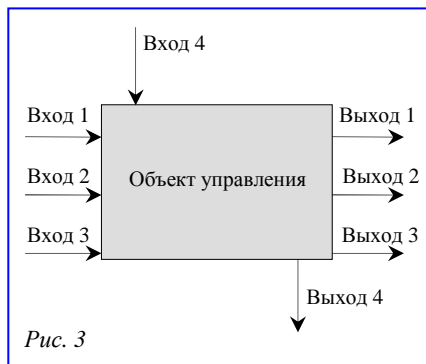 Вход 4
Вход 1
Выход 1
Вход 2
Объект управления
Выход 2
Вход 3
Выход 3
Выход 4
Рис. 3